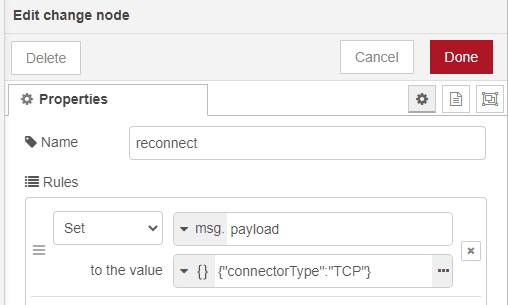 Edit change node
Delete Cancel Done
Properties
Name reconnect
Rules
Set msg. payload
to the value {} {"connectorType":"TCP"}